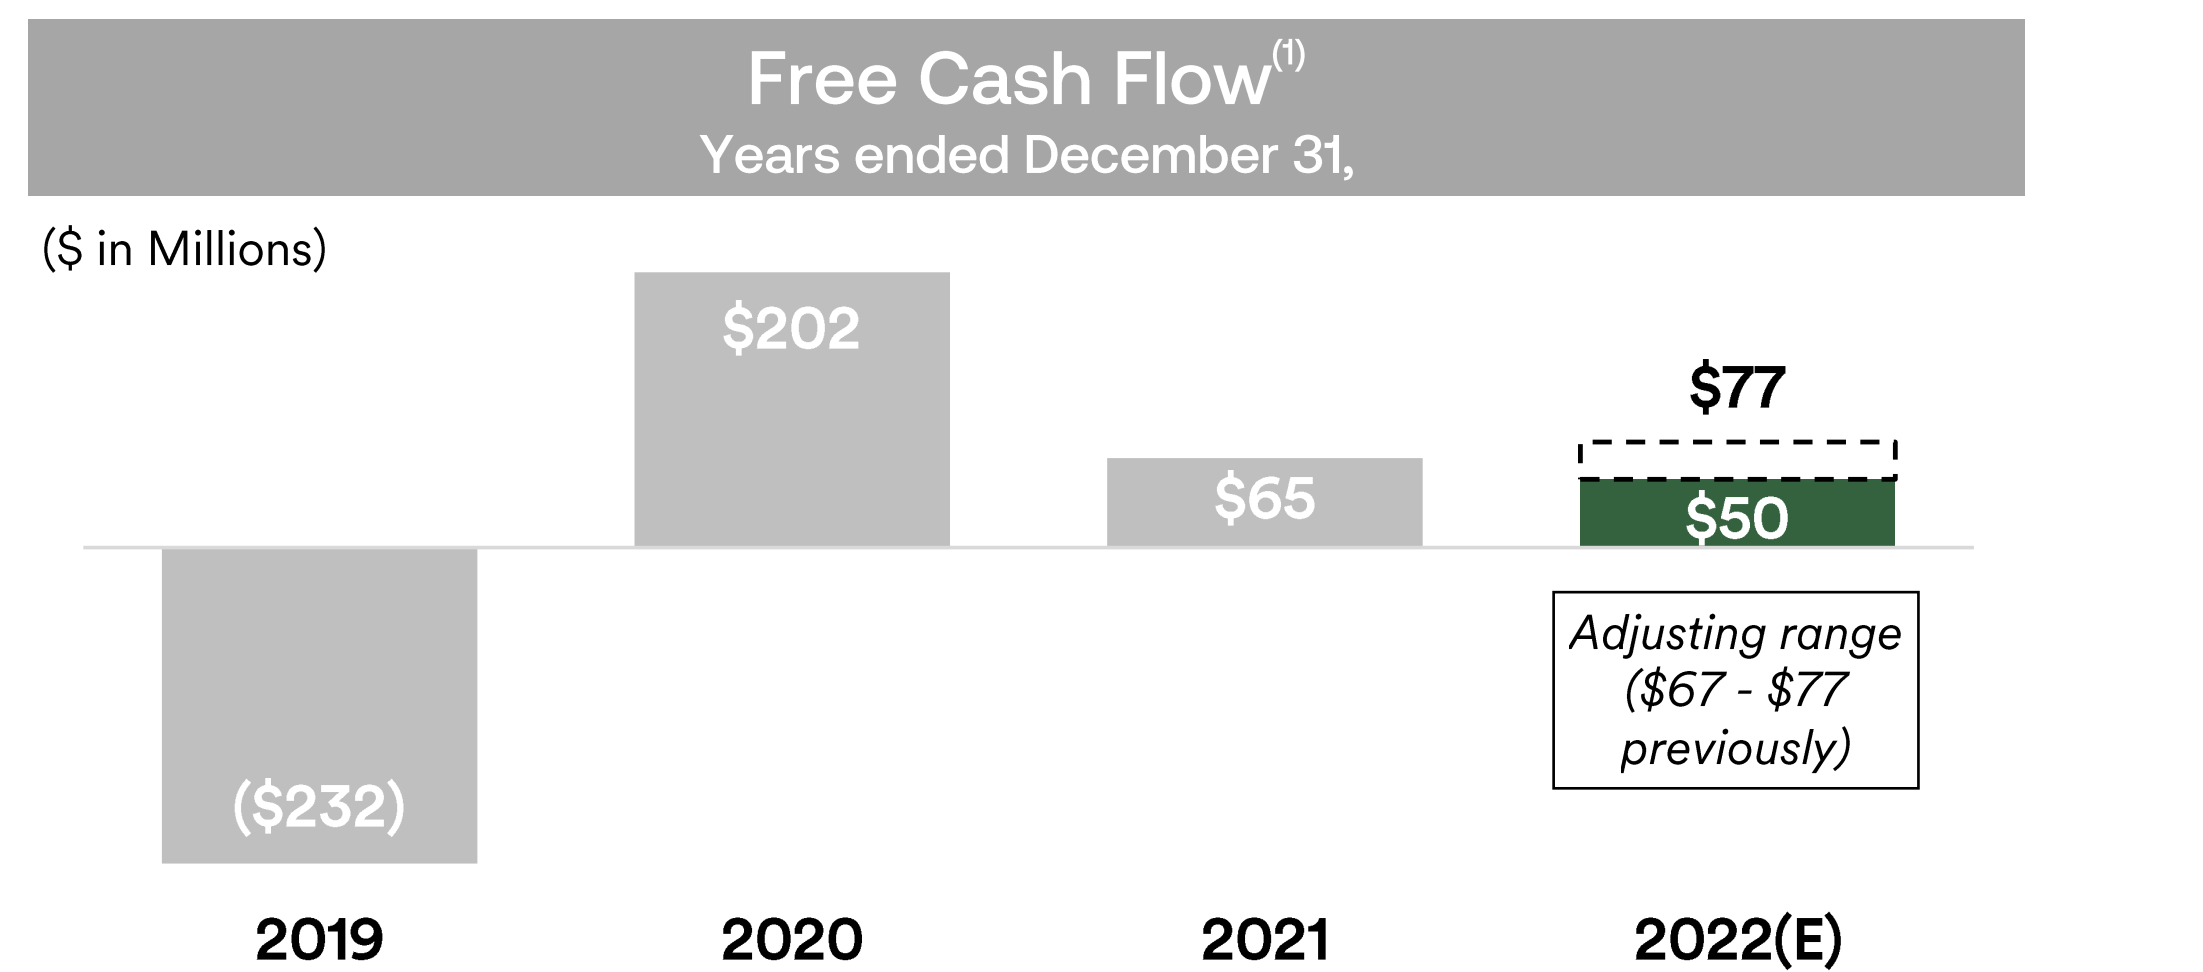 Free Cash Flow(1)
Years ended December 31,
($ in Millions)
$202
$77
$65
$50
Adjusting range
($67 - $77
previously)
($232)
2019
2020
2021
2022(E)